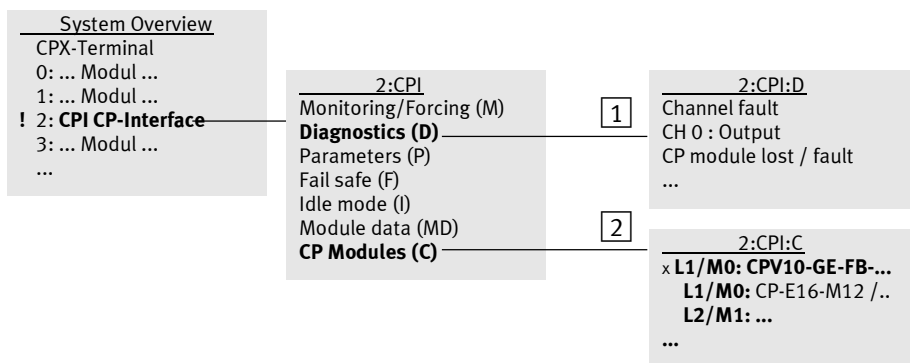 System Overview
CPX-Terminal
0: ... Modul ...
1: ... Modul ...
! 2: CPI CP-Interface
3: ... Modul ...
...
2:CPI
Monitoring/Forcing (M)
Diagnostics (D)
Parameters (P)
Fail safe (F)
Idle mode (I)
Module data (MD)
CP Modules (C)
1
2:CPI:D
Channel fault
CH 0 : Output
CP module lost / fault
...
2
2:CPI:C
x L1/M0: CPV10-GE-FB-...
L1/M0: CP-E16-M12 /..
L2/M1: ...
...